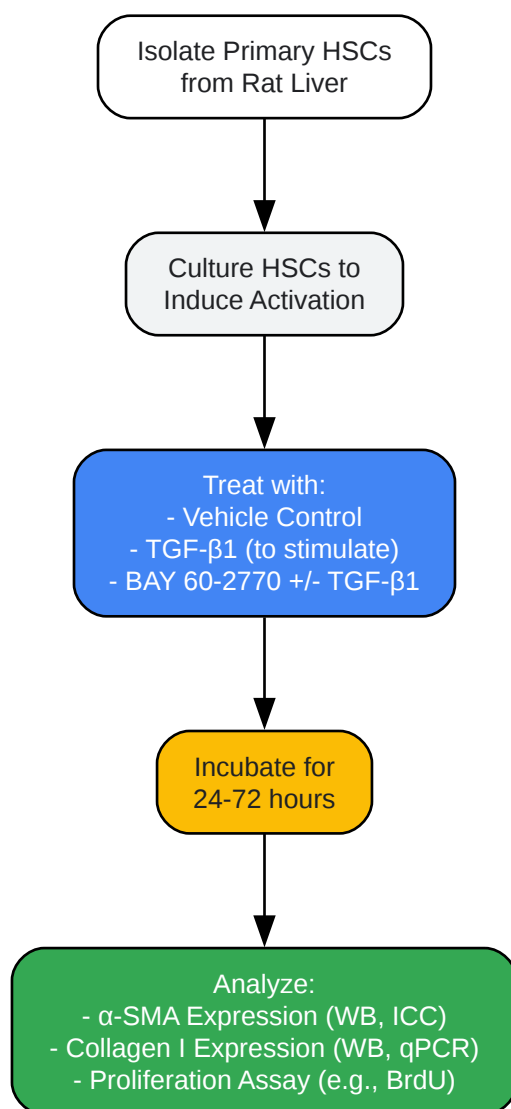 Isolate Primary HSCs
from Rat Liver
Culture HSCs to
Induce Activation
Treat with:
- Vehicle Control
- TGF-β1 (to stimulate)
- BAY 60-2770 +/- TGF-β1
Incubate for
24-72 hours
Analyze:
- α-SMA Expression (WB, ICC)
- Collagen I Expression (WB, qPCR)
- Proliferation Assay (e.g., BrdU)